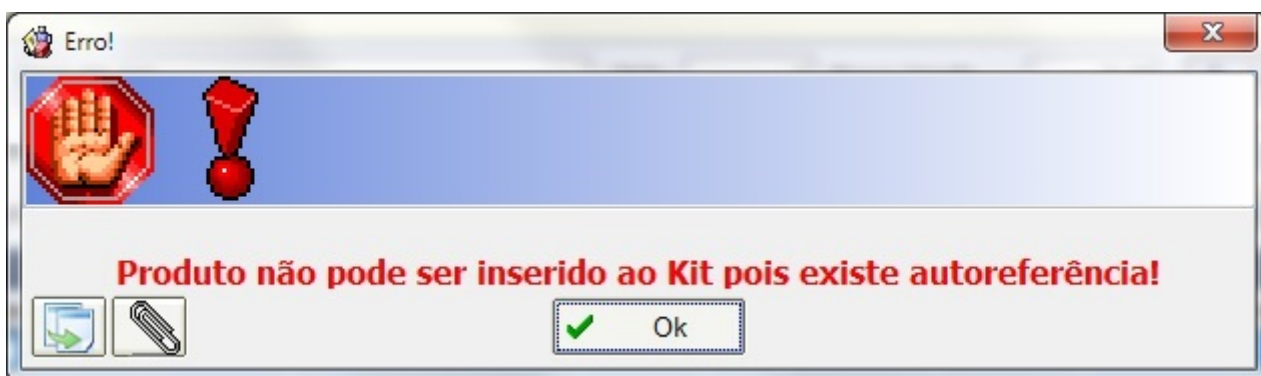 Erro!
Produto não pode ser inserido ao Kit pois existe autoreferência!
Ok